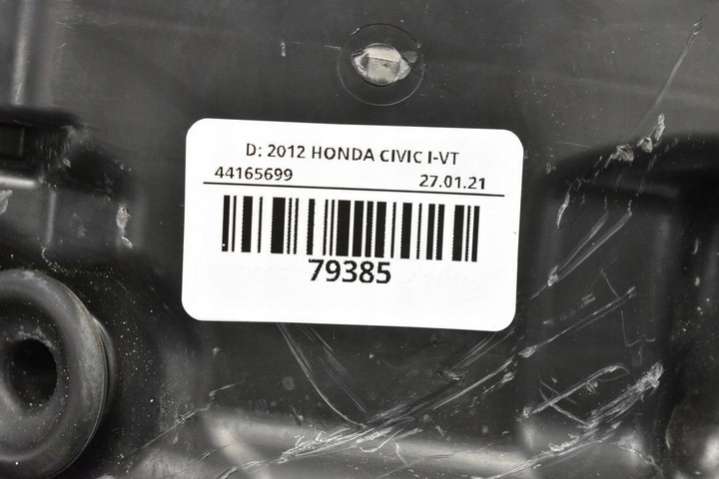 D: 2012 HONDA CIVIC I-VT
44165699 27.01.21
79385